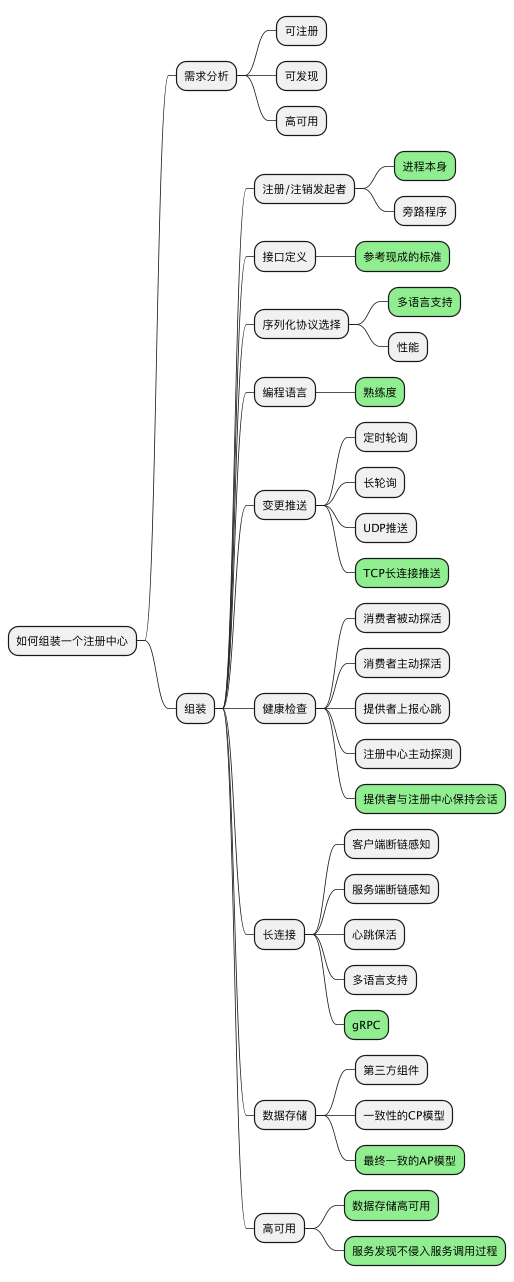 可注册
需求分析
可发现
高可用
进程本身
注册/注销发起者
旁路程序
接口定义
参考现成的标准
多语言支持
序列化协议选择
性能
编程语言
熟练度
定时轮询
长轮询
变更推送
UDP推送
TCP长连接推送
消费者被动探活
如何组装一个注册中心
消费者主动探活
组装
健康检查
提供者上报心跳
注册中心主动探测
提供者与注册中心保持会话
客户端断链感知
服务端断链感知
长连接
心跳保活
多语言支持
gRPC
第三方组件
数据存储
一致性的CP模型
最终一致的AP模型
数据存储高可用
高可用
服务发现不侵入服务调用过程